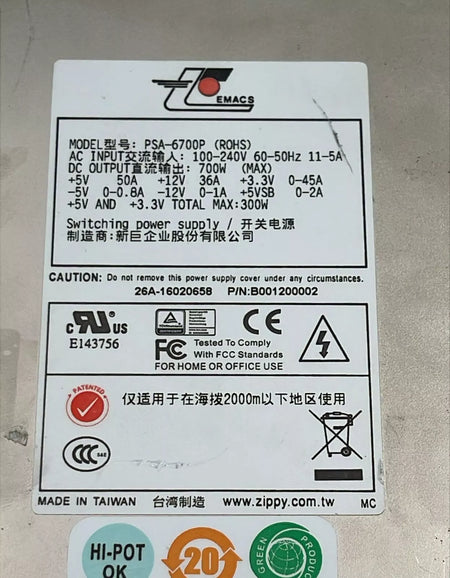 EMACS
MODEL型号: PSA-6700P (ROHS)
AC INPUT交流输入: 100-240V 60-50Hz 11-5A
DC OUTPUT直流输出: 700W (MAX)
+5V 50A +12V 36A +3.3V 0-45A
-5V 0-0.8A -12V 0-1A +5VSB 0-2A
+5V AND +3.3V TOTAL MAX:300W
Switching power supply / 开关电源
制造商:新巨企业股份有限公司
CAUTION: Do not remove this power supply cover under any circumstances.
26A-16020658 P/N:B001200002
c RU us
E143756
CE
FC Tested To Comply
With FCC Standards
FOR HOME OR OFFICE USE
PATENTED
仅适用于在海拔2000m以下地区使用
CCC S&E
MADE IN TAIWAN 台湾制造 www.zippy.com.tw MC
HI-POT
OK
20
GREEN PRODUC